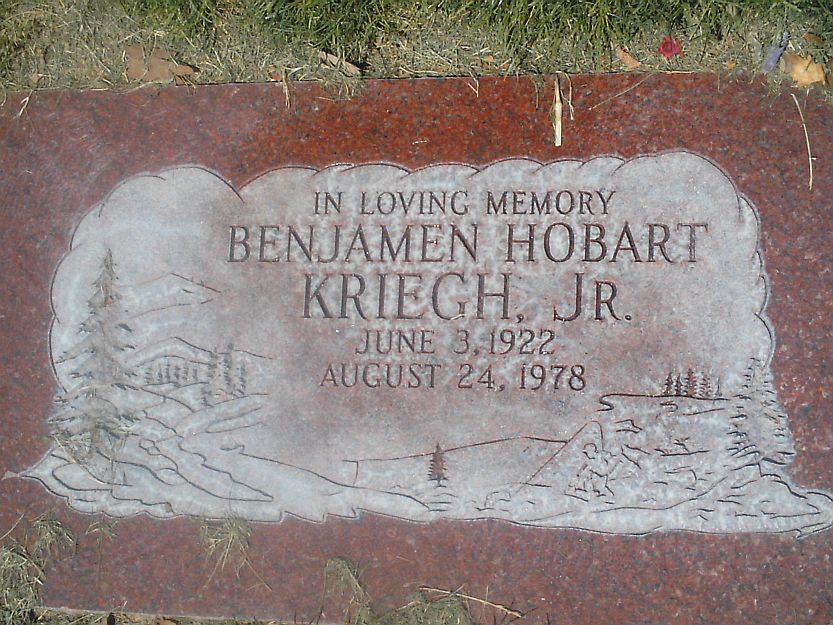 IN LOVING MEMORY
BENJAMEN HOBART
KRIEGH, JR.
JUNE 3, 1922
AUGUST 24, 1978